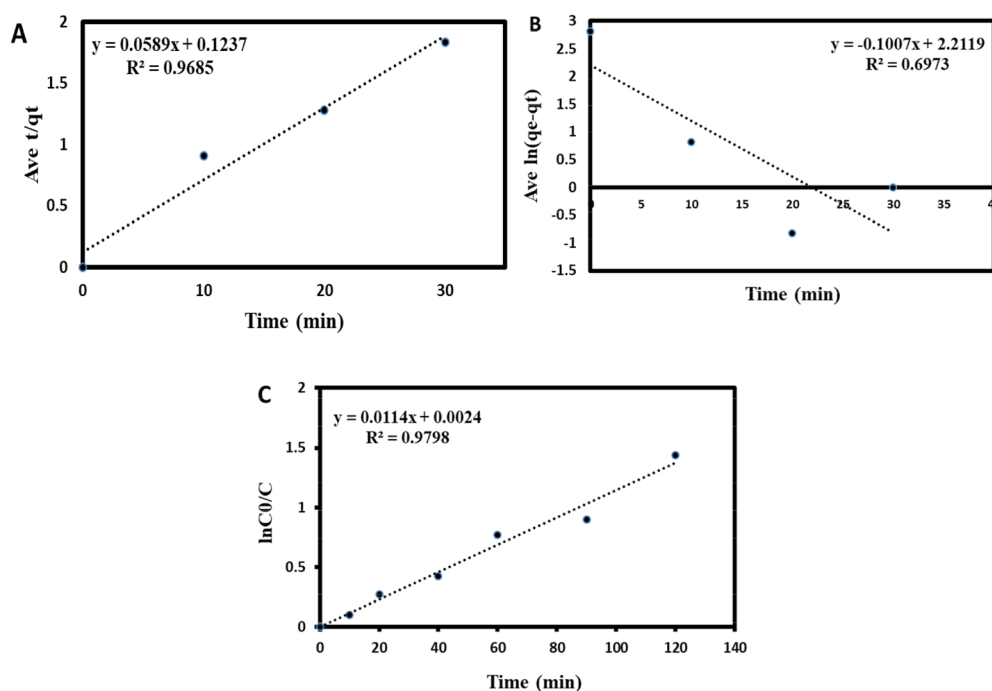 A
y = 0.0589x + 0.1237
R² = 0.9685
Ave t/qt
2
1.5
1
0.5
0
0 10 20 30
Time (min)
B
y = -0.1007x + 2.2119
R² = 0.6973
Ave ln(qe-qt)
3
2.5
2
1.5
1
0.5
0
-0.5
-1
-1.5
5 10 15 20 25 30 35
Time (min)
C
y = 0.0114x + 0.0024
R² = 0.9798
lnC0/C
2
1.5
1
0.5
0
0 20 40 60 80 100 120 140
Time (min)